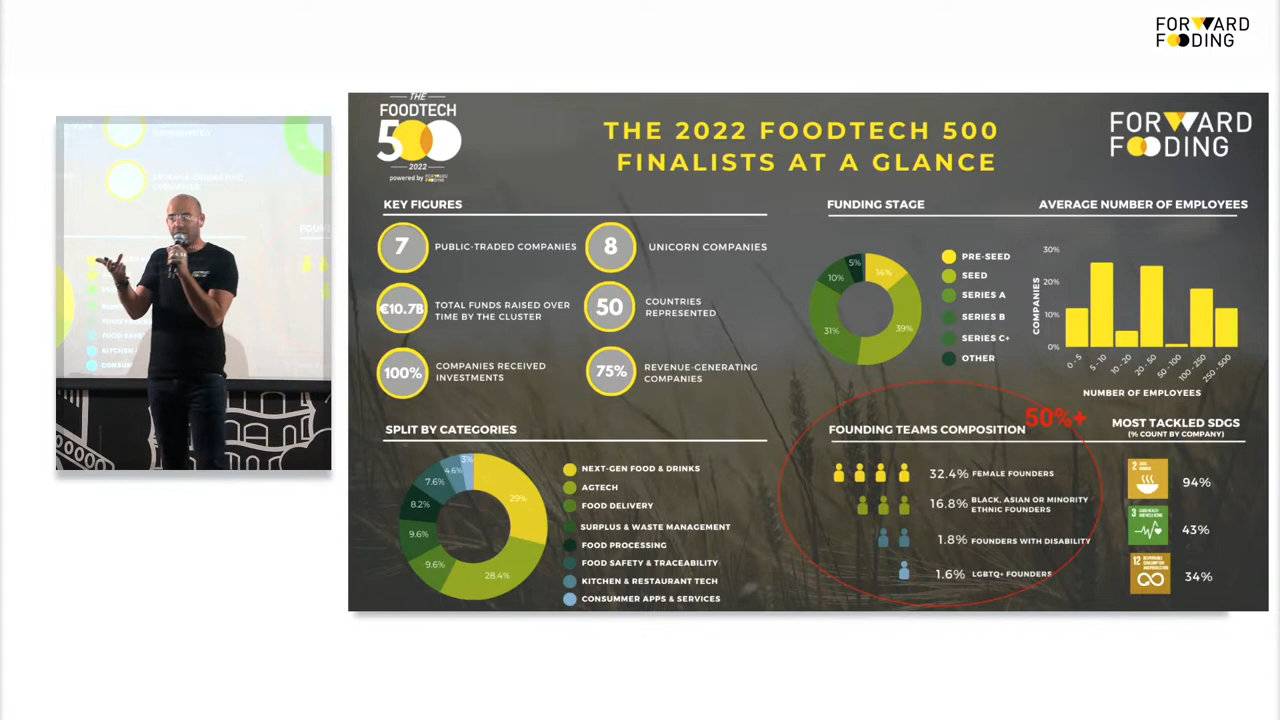 FORWARD
FOODING
THE
FOODTECH
500
2022
powered by FORWARD FOODING
THE 2022 FOODTECH 500
FINALISTS AT A GLANCE
FORWARD
FOODING
KEY FIGURES
7
PUBLIC-TRADED COMPANIES
8
UNICORN COMPANIES
€10.7B
TOTAL FUNDS RAISED OVER
TIME BY THE CLUSTER
50
COUNTRIES
REPRESENTED
100%
COMPANIES RECEIVED
INVESTMENTS
75%
REVENUE-GENERATING
COMPANIES
FUNDING STAGE
5%
14%
10%
31%
39%
PRE-SEED
SEED
SERIES A
SERIES B
SERIES C+
OTHER
AVERAGE NUMBER OF EMPLOYEES
COMPANIES
30%
20%
10%
0%
0 - 5
5 - 10
10 - 20
20 - 50
50 - 100
100 - 250
250 - 500
NUMBER OF EMPLOYEES
SPLIT BY CATEGORIES
3%
4.6%
7.6%
8.2%
9.6%
9.6%
28.4%
29%
NEXT-GEN FOOD & DRINKS
AGTECH
FOOD DELIVERY
SURPLUS & WASTE MANAGEMENT
FOOD PROCESSING
FOOD SAFETY & TRACEABILITY
KITCHEN & RESTAURANT TECH
CONSUMMER APPS & SERVICES
FOUNDING TEAMS COMPOSITION
50%+
32.4% FEMALE FOUNDERS
16.8% BLACK, ASIAN OR MINORITY
ETHNIC FOUNDERS
1.8% FOUNDERS WITH DISABILITY
1.6% LGBTQ+ FOUNDERS
MOST TACKLED SDGS
(% COUNT BY COMPANY)
2
94%
3
43%
12
34%